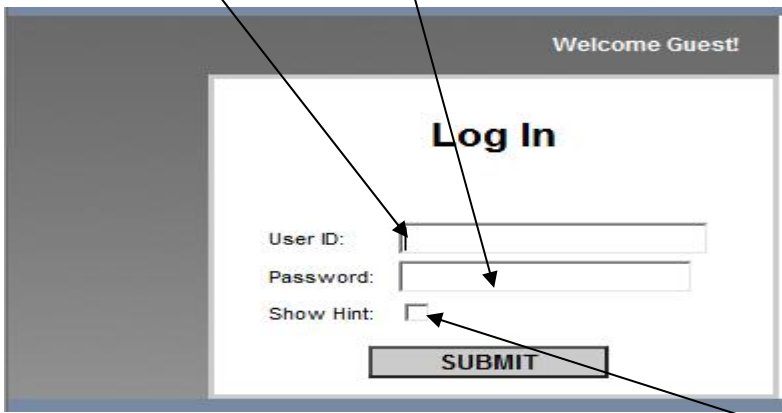 Welcome Guest!
Log In
User ID:
Password:
Show Hint:
SUBMIT